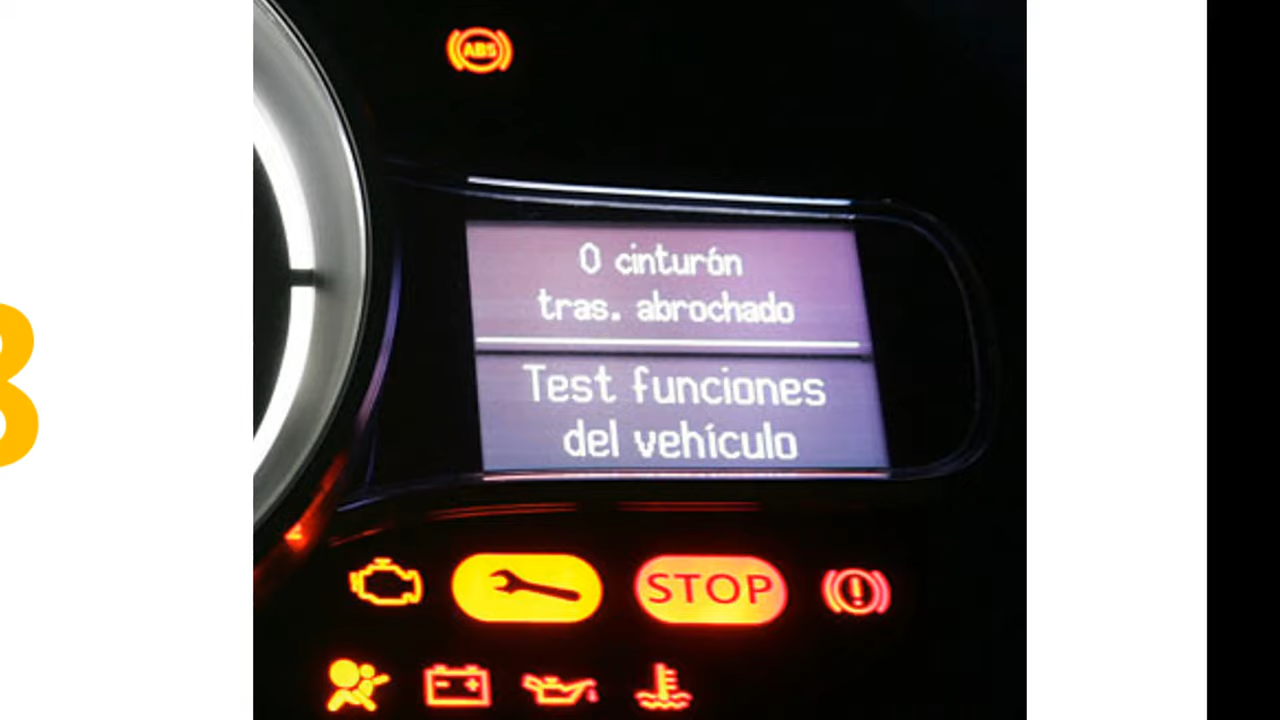 ABS
0 cinturón
tras. abrochado
Test funciones
del vehículo
STOP